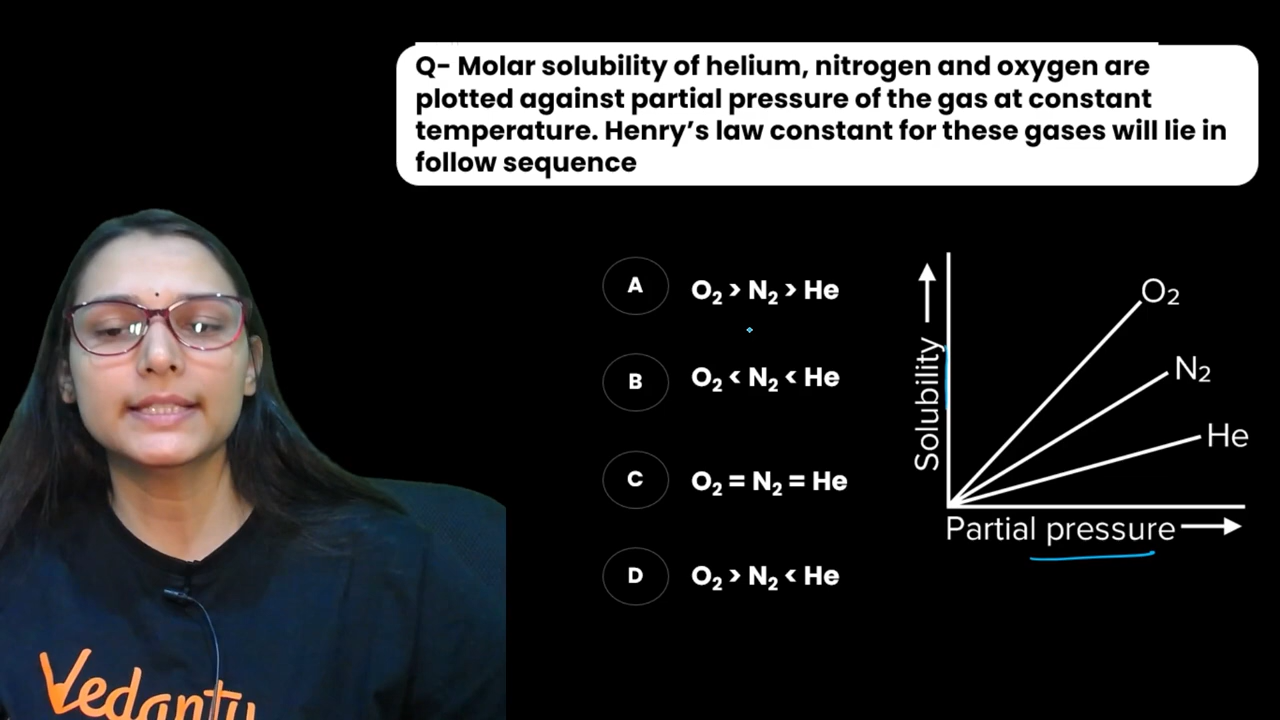 Q- Molar solubility of helium, nitrogen and oxygen are
plotted against partial pressure of the gas at constant
temperature. Henry's law constant for these gases will lie in
follow sequence
A O₂ > N₂ > He
B O₂ < N₂ < He
C O₂ = N₂ = He
D O₂ > N₂ < He
Solubility
O₂
N₂
He
Partial pressure
Vedantu